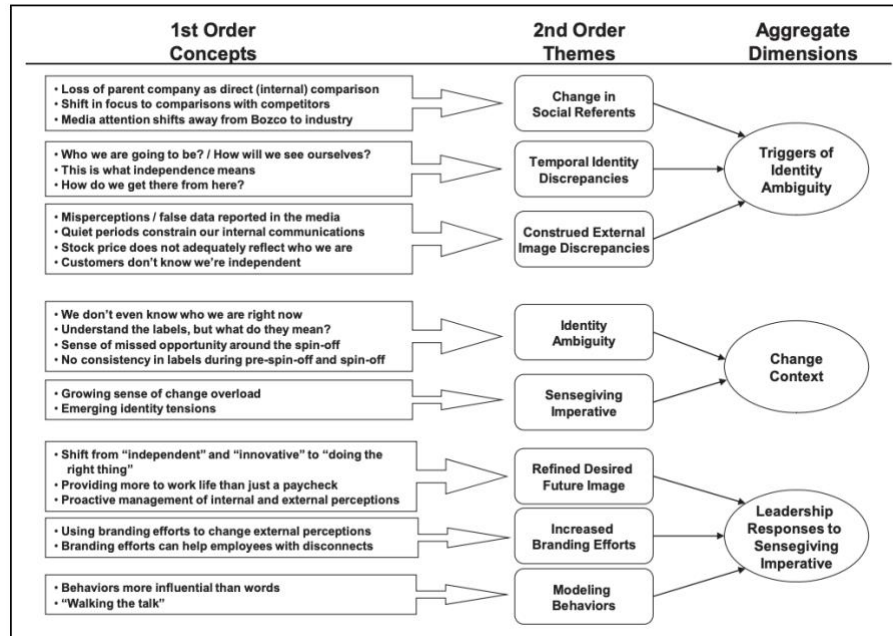 1st Order
Concepts
2nd Order
Themes
Aggregate
Dimensions
• Loss of parent company as direct (internal) comparison
• Shift in focus to comparisons with competitors
• Media attention shifts away from Bozco to industry
Change in
Social Referents
• Who we are going to be? / How will we see ourselves?
• This is what independence means
• How do we get there from here?
Temporal Identity
Discrepancies
• Misperceptions / false data reported in the media
• Quiet periods constrain our internal communications
• Stock price does not adequately reflect who we are
• Customers don't know we're independent
Construed External
Image Discrepancies
Triggers of
Identity
Ambiguity
• We don't even know who we are right now
• Understand the labels, but what do they mean?
• Sense of missed opportunity around the spin-off
• No consistency in labels during pre-spin-off and spin-off
Identity
Ambiguity
• Growing sense of change overload
• Emerging identity tensions
Sensegiving
Imperative
Change
Context
• Shift from “independent” and “innovative” to “doing the
right thing”
• Providing more to work life than just a paycheck
• Proactive management of internal and external perceptions
Refined Desired
Future Image
• Using branding efforts to change external perceptions
• Branding efforts can help employees with disconnects
Increased
Branding Efforts
• Behaviors more influential than words
• “Walking the talk”
Modeling
Behaviors
Leadership
Responses to
Sensegiving
Imperative